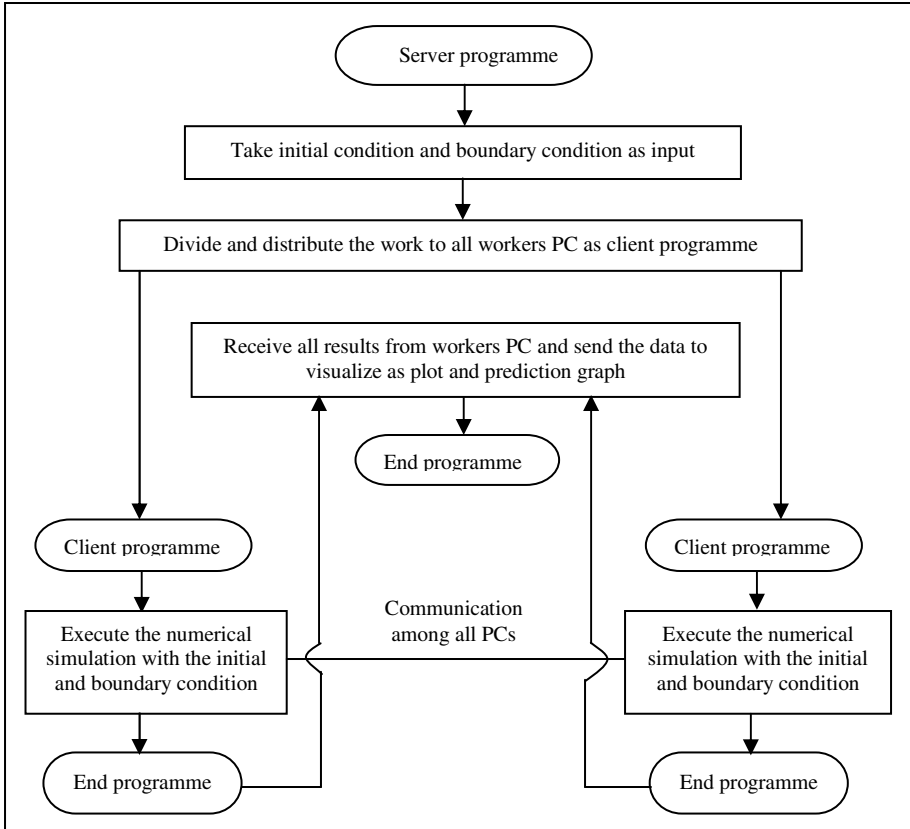 Server programme
Take initial condition and boundary condition as input
Divide and distribute the work to all workers PC as client programme
Receive all results from workers PC and send the data to
visualize as plot and prediction graph
End programme
Client programme
Client programme
Execute the numerical
simulation with the initial
and boundary condition
Communication
among all PCs
Execute the numerical
simulation with the initial
and boundary condition
End programme
End programme